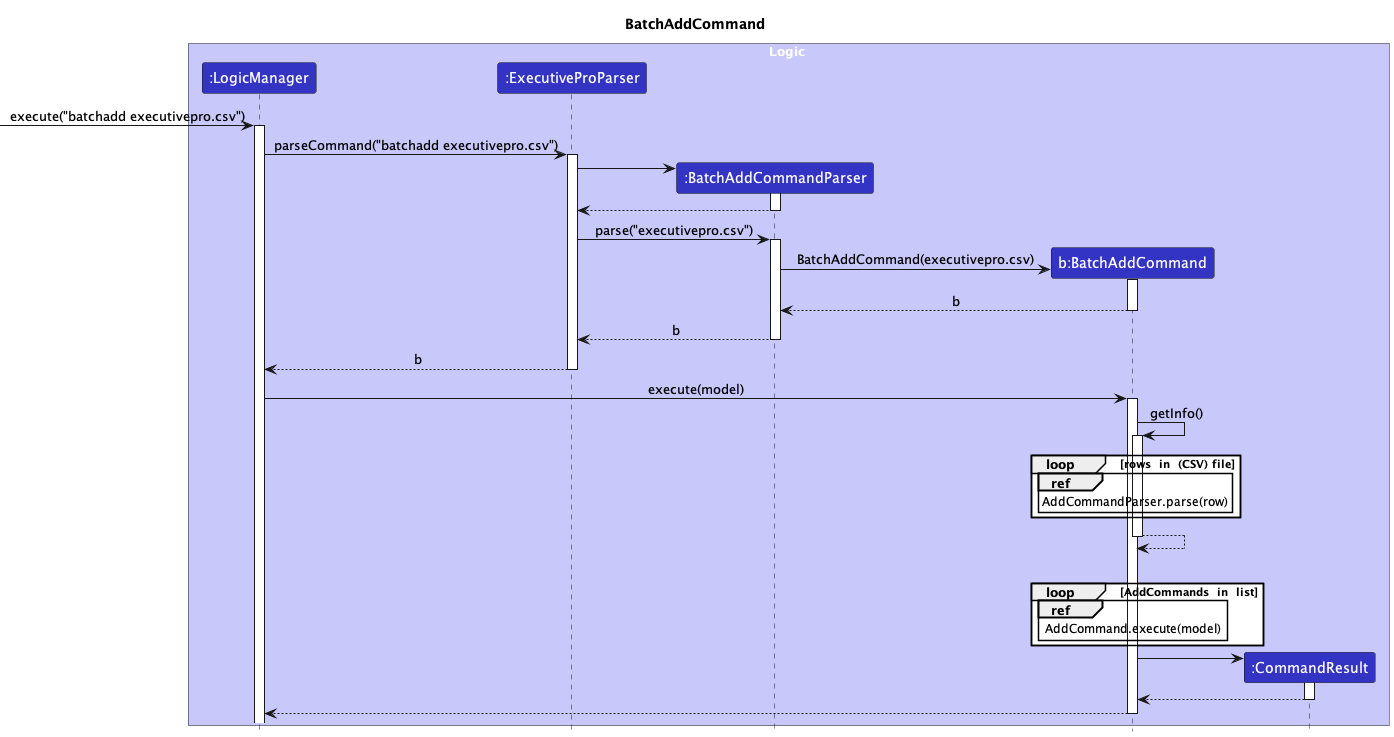 BatchAddCommand
Logic
:LogicManager
:ExecutiveProParser
execute("batchadd executivepro.csv")
parseCommand("batchadd executivepro.csv")
:BatchAddCommandParser
parse("executivepro.csv")
BatchAddCommand(executivepro.csv)
b:BatchAddCommand
b
b
b
execute(model)
getInfo()
loop [rows in (CSV) file]
ref
AddCommandParser.parse(row)
loop [AddCommands in list]
ref
AddCommand.execute(model)
:CommandResult